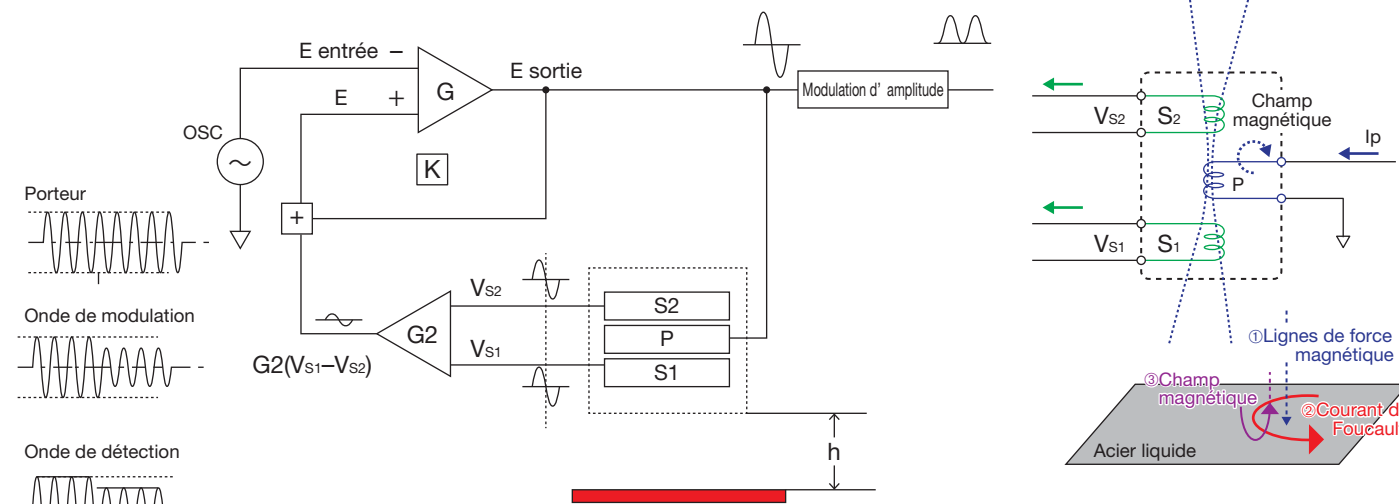 E entrée −
E sortie
E +
G
Modulation d' amplitude
OSC
K
+
Porteur
Onde de modulation
Onde de détection
VS2
VS1
G2
G2(VS1–VS2)
S2
P
S1
h
VS2
S2
Champ
magnétique
Ip
P
VS1
S1
①Lignes de force
magnétique
③Champ
magnétique
②Courant d
Foucaul
Acier liquide